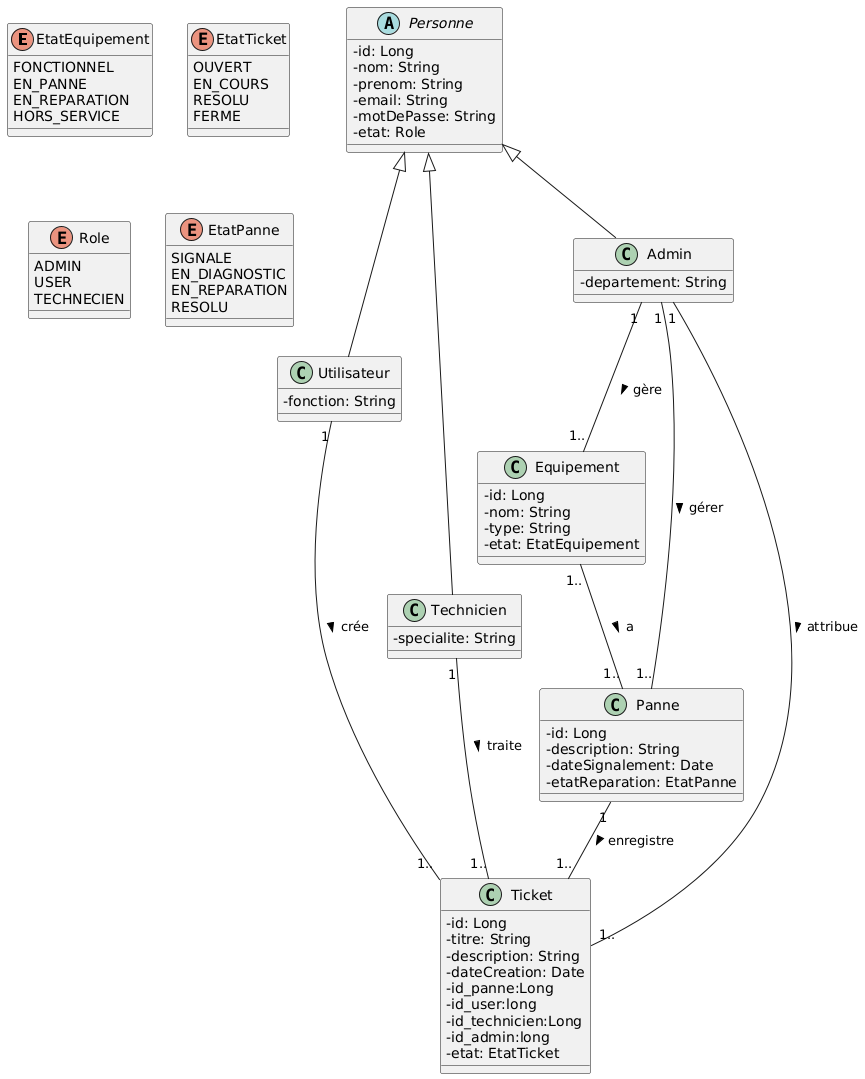 E EtatEquipement
FONCTIONNEL
EN_PANNE
EN_REPARATION
HORS_SERVICE
E EtatTicket
OUVERT
EN_COURS
RESOLU
FERME
A Personne
-id: Long
-nom: String
-prenom: String
-email: String
-motDePasse: String
-etat: Role
E Role
ADMIN
USER
TECHNECIEN
E EtatPanne
SIGNALE
EN_DIAGNOSTIC
EN_REPARATION
RESOLU
C Admin
-departement: String
1
1
1
C Utilisateur
-fonction: String
1
gère
1..
C Equipement
-id: Long
-nom: String
-type: String
-etat: EtatEquipement
1..
gérer
C Technicien
-specialite: String
1
crée
a
attribue
1..
1..
C Panne
-id: Long
-description: String
-dateSignalement: Date
-etatReparation: EtatPanne
1
traite
enregistre
1..
1..
1..
1..
C Ticket
-id: Long
-titre: String
-description: String
-dateCreation: Date
-id_panne:Long
-id_user:long
-id_technicien:Long
-id_admin:long
-etat: EtatTicket